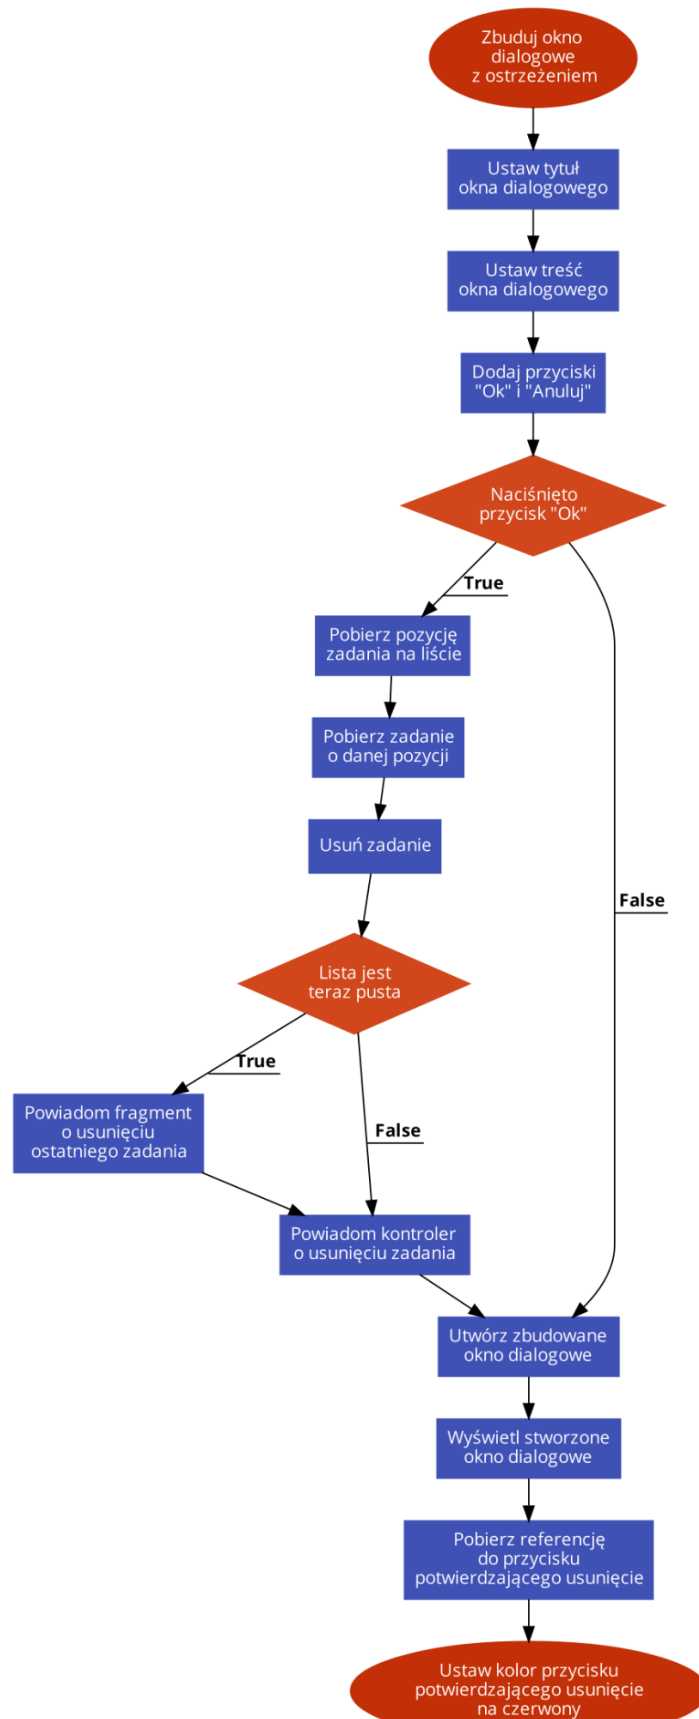 Zbuduj okno
dialogowe
z ostrzeżeniem
Ustaw tytuł
okna dialogowego
Ustaw treść
okna dialogowego
Dodaj przyciski
"Ok" i "Anuluj"
Naciśnięto
przycisk "Ok"
True
Pobierz pozycję
zadania na liście
Pobierz zadanie
o danej pozycji
Usuń zadanie
False
Lista jest
teraz pusta
True
Powiadom fragment
o usunięciu
ostatniego zadania
False
Powiadom kontroler
o usunięciu zadania
Utwórz zbudowane
okno dialogowe
Wyświetl stworzone
okno dialogowe
Pobierz referencję
do przycisku
potwierdzającego usunięcie
Ustaw kolor przycisku
potwierdzającego usunięcie
na czerwony